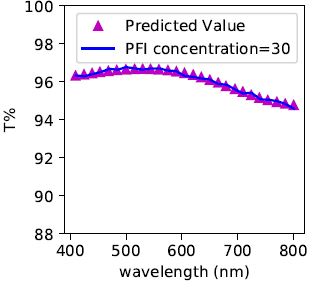 100
98
96
94
92
90
88
T%
Predicted Value
PFI concentration=30
400 500 600 700 800
wavelength (nm)